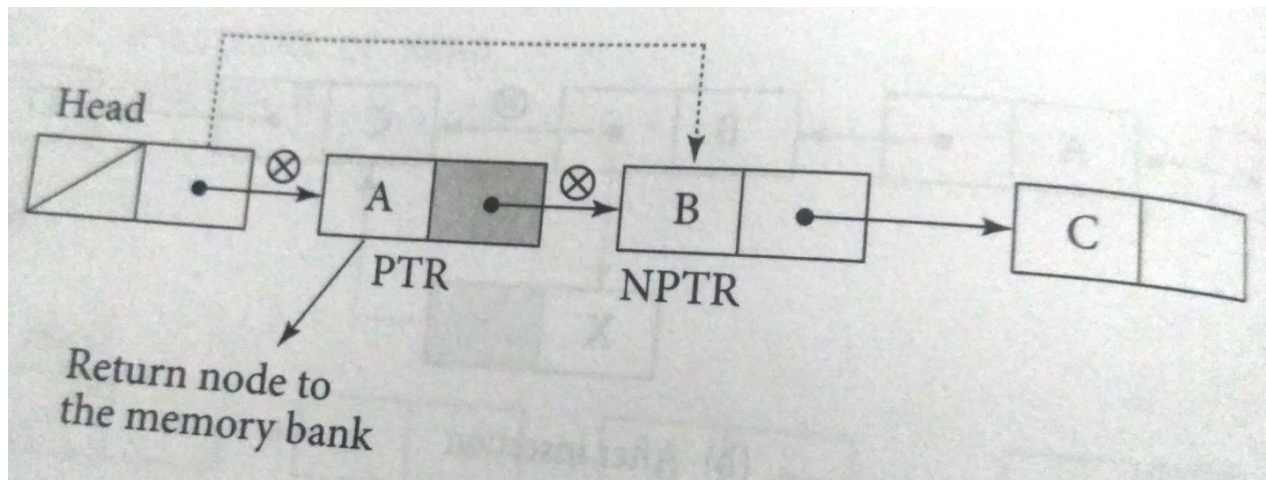 Head
A
B
C
PTR
NPTR
Return node to
the memory bank